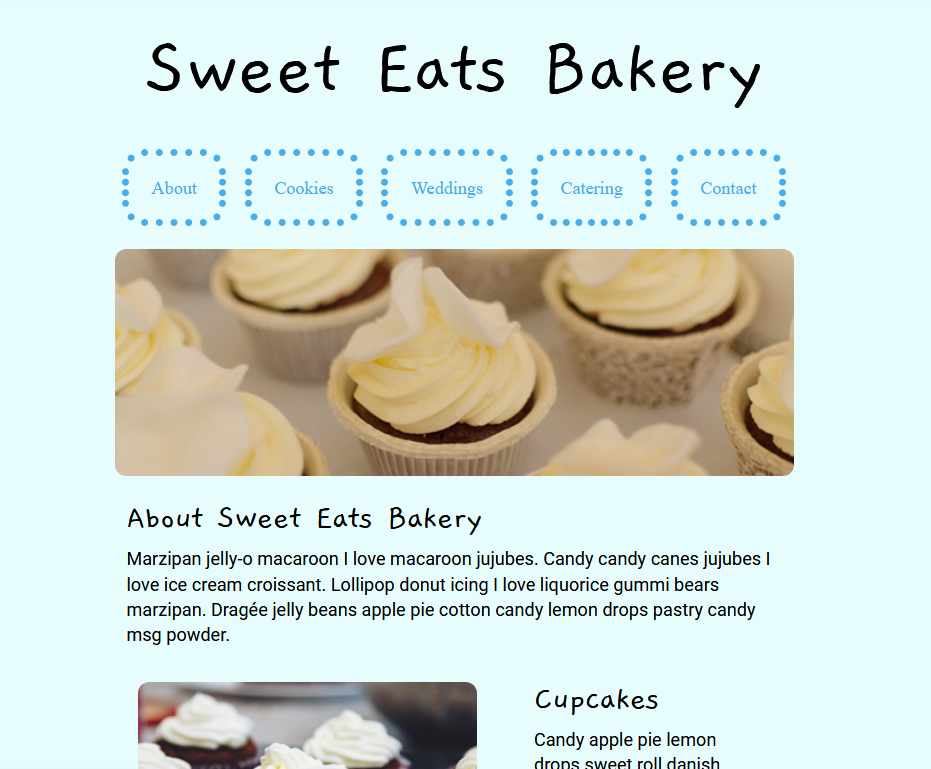 Sweet Eats Bakery
About Cookies Weddings Catering Contact
About Sweet Eats Bakery
Marzipan jelly-o macaroon I love macaroon jujubes. Candy candy canes jujubes I
love ice cream croissant. Lollipop donut icing I love liquorice gummi bears
marzipan. Dragée jelly beans apple pie cotton candy lemon drops pastry candy
msg powder.
Cupcakes
Candy apple pie lemon
drops sweet roll danish